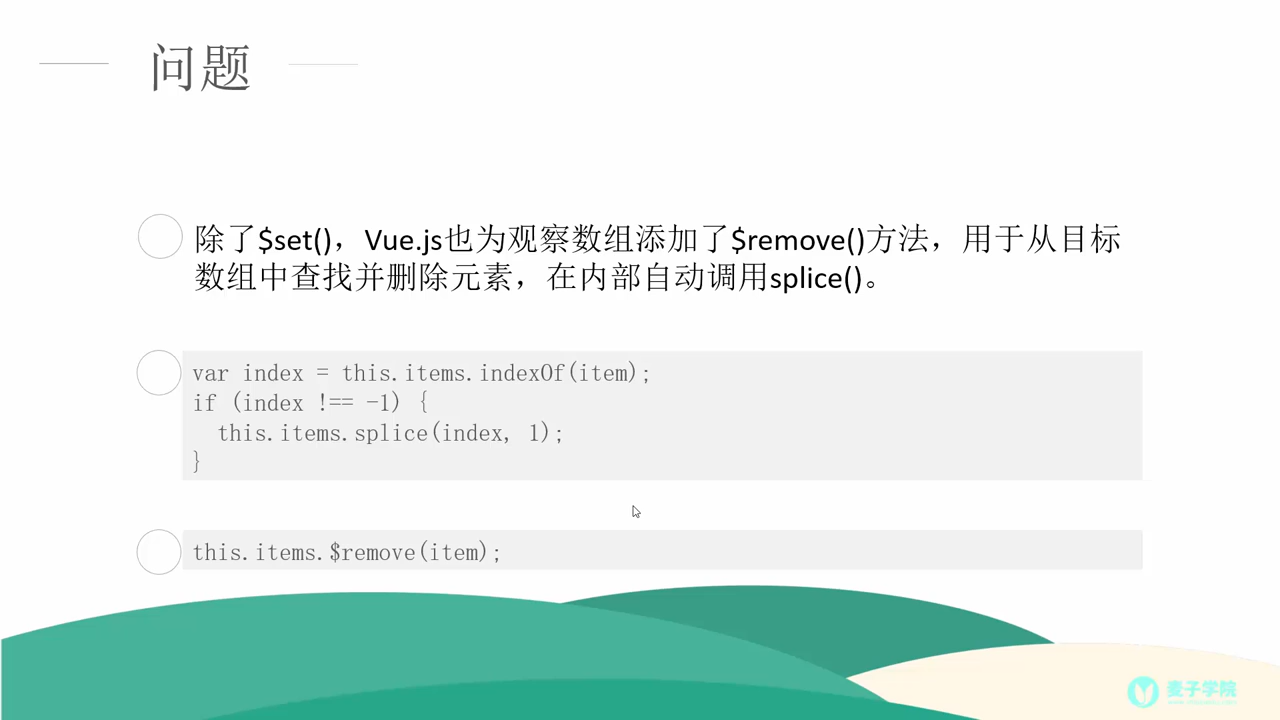 问题
除了$set()，Vue.js也为观察数组添加了$remove()方法，用于从目标
数组中查找并删除元素，在内部自动调用splice()。
var index = this.items.indexOf(item);
if (index !== -1) {
  this.items.splice(index, 1);
}
this.items.$remove(item);
麦子学院